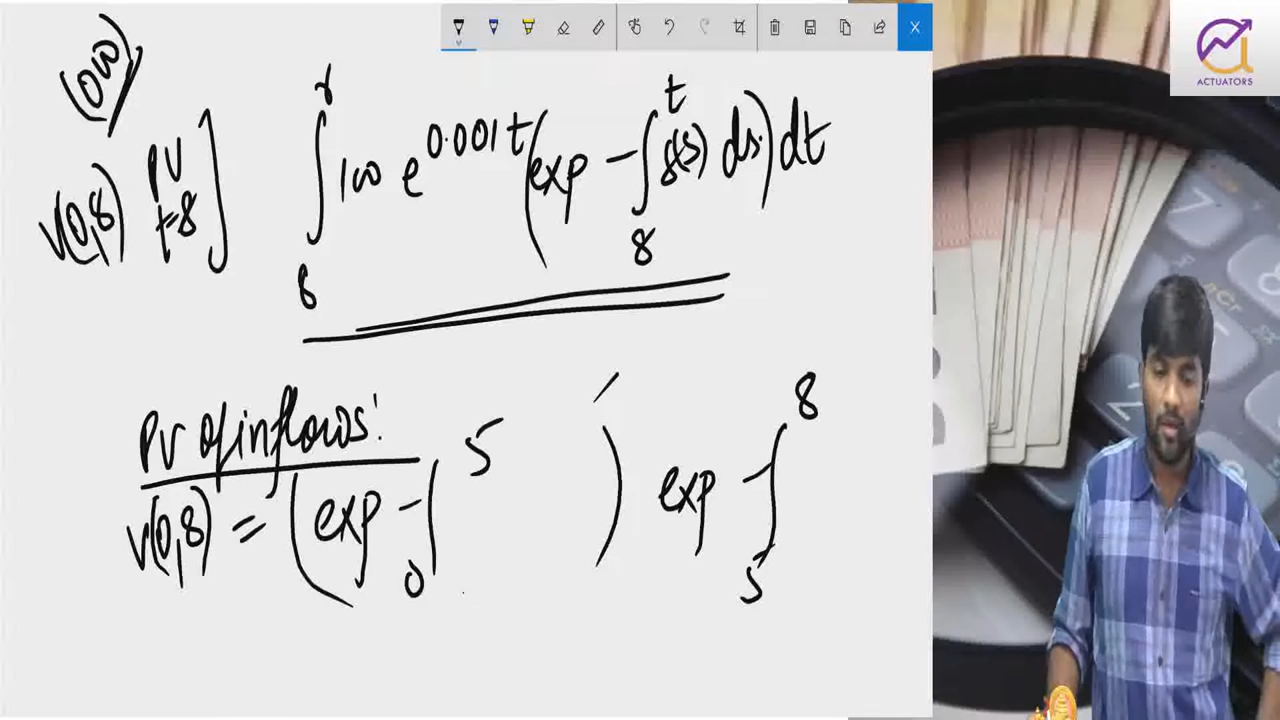 (OW)
v(0,8) PV t=8] ∫₈^r 100 e^0.001t (exp − ∫₈^t δ(s) ds) dt
PV of inflows:
v(0,8) = (exp − ∫₀^5 ) exp − ∫₅^8
ACTUATORS